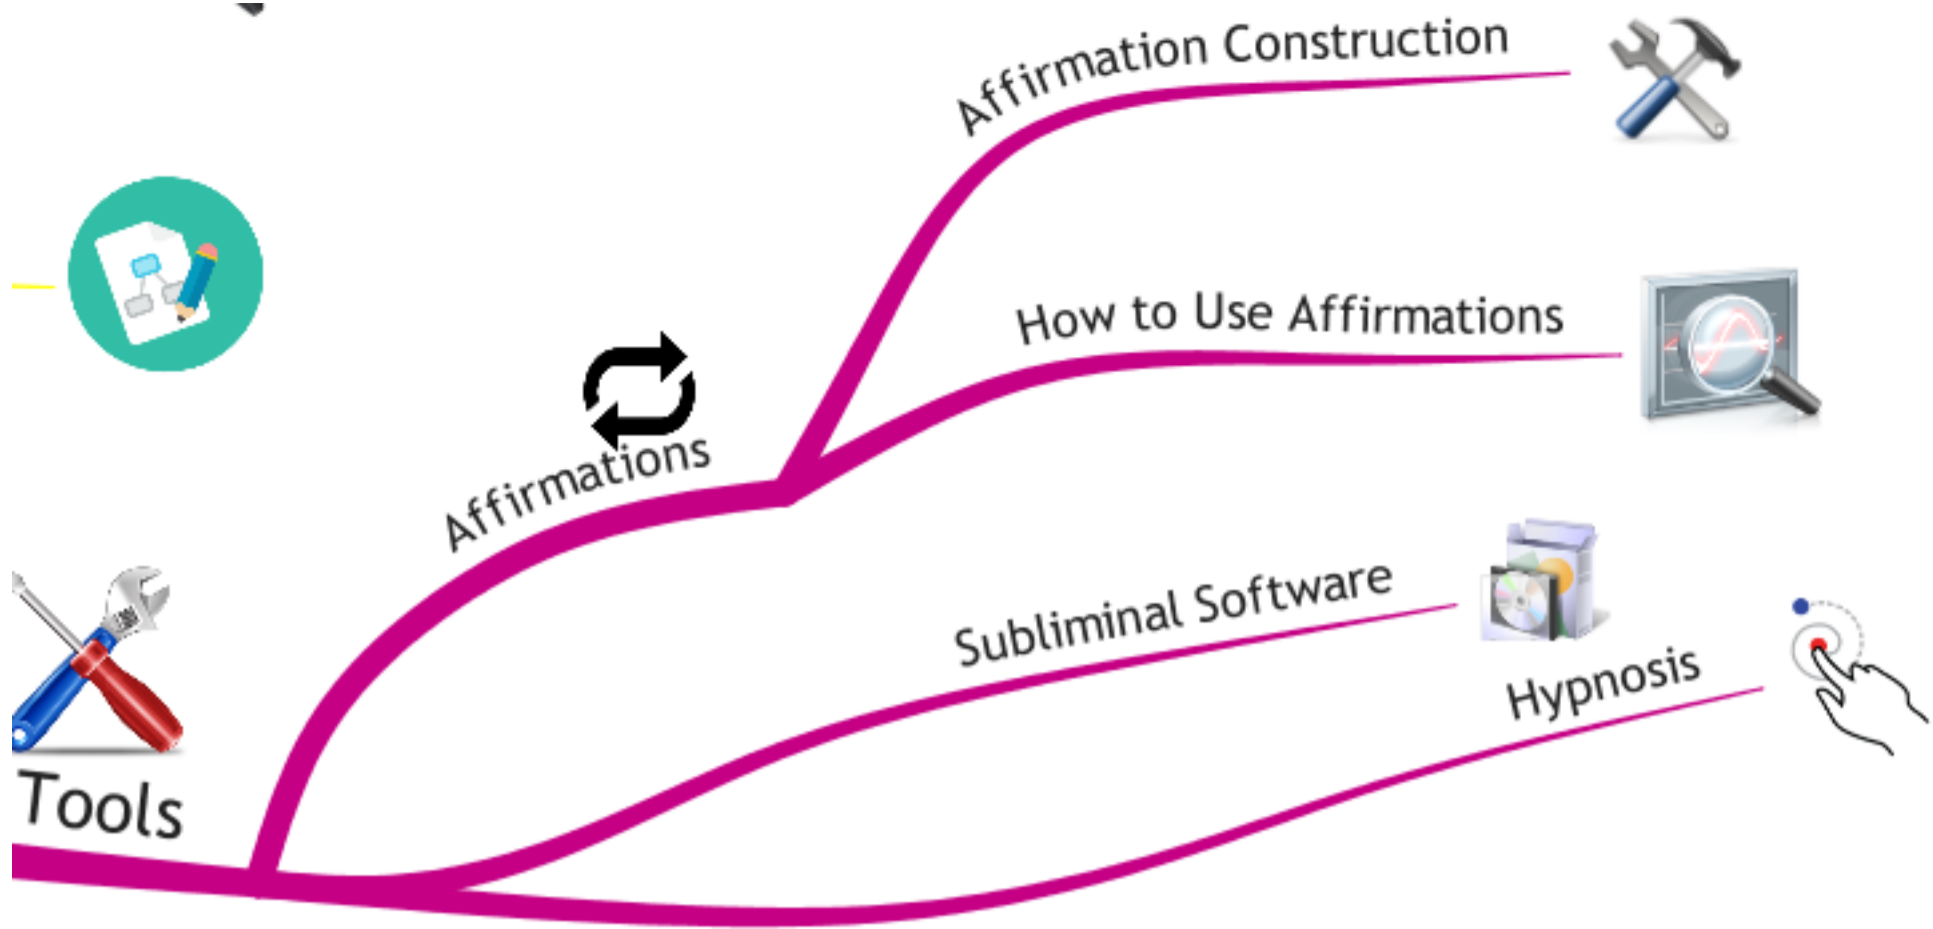 Affirmation Construction
How to Use Affirmations
Affirmations
Subliminal Software
Hypnosis
Tools